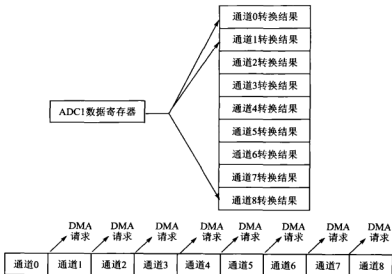 通道0转换结果
通道1转换结果
通道2转换结果
通道3转换结果
通道4转换结果
通道5转换结果
通道6转换结果
通道7转换结果
通道8转换结果
ADC1数据寄存器
DMA DMA DMA DMA DMA DMA DMA DMA
请求 请求 请求 请求 请求 请求 请求 请求
通道0 通道1 通道2 通道3 通道4 通道5 通道6 通道7 通道8